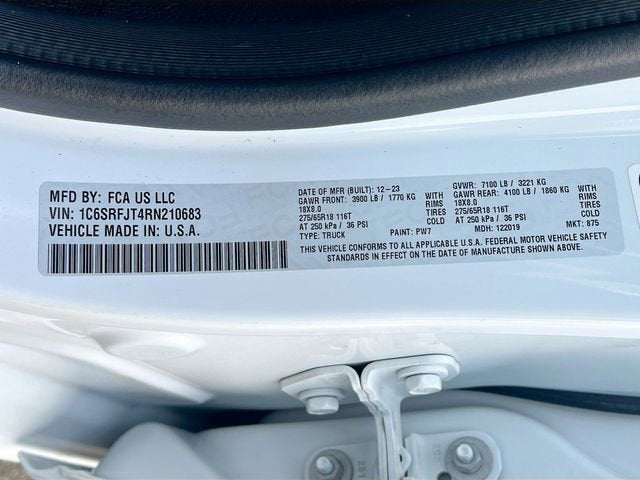 MFD BY: FCA US LLC
VIN: 1C6SRFJT4RN210683
VEHICLE MADE IN: U.S.A.
DATE OF MFR (BUILT): 12-23 GVWR: 7100 LB / 3221 KG
GAWR FRONT: 3900 LB / 1770 KG WITH GAWR REAR: 4100 LB / 1860 KG WITH
18X8.0 RIMS 18X8.0 RIMS
275/65R18 116T TIRES 275/65R18 116T TIRES
AT 250 kPa / 36 PSI COLD AT 250 kPa / 36 PSI COLD
TYPE: TRUCK PAINT: PW7 MDH: 122019 MKT: 875
THIS VEHICLE CONFORMS TO ALL APPLICABLE U.S.A. FEDERAL MOTOR VEHICLE SAFETY
STANDARDS IN EFFECT ON THE DATE OF MANUFACTURE SHOWN ABOVE.